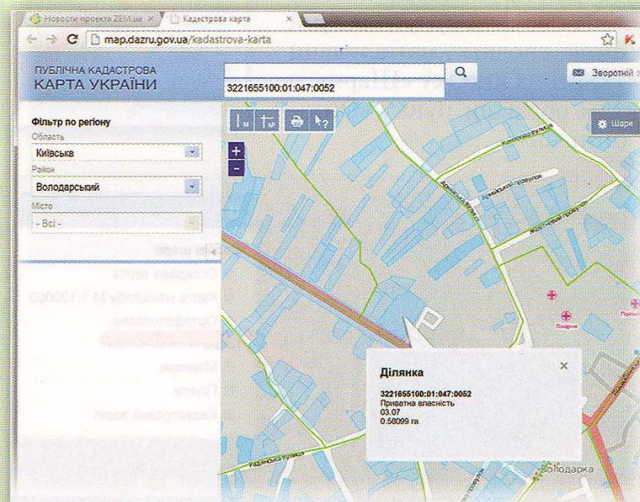 Новости проекта ZEM.ua ×
Кадастрова карта ×
map.dazru.gov.ua/kadastrova-karta
ПУБЛІЧНА КАДАСТРОВА
КАРТА УКРАЇНИ
3221655100:01:047:0052
Зворотній
Фільтр по регіону
Область
Київська
Район
Володарський
Місто
- Всі -
Шари
Ділянка ×
3221655100:01:047:0052
Приватна власність
03.07
0.58099 га
Лікарня
Володарка